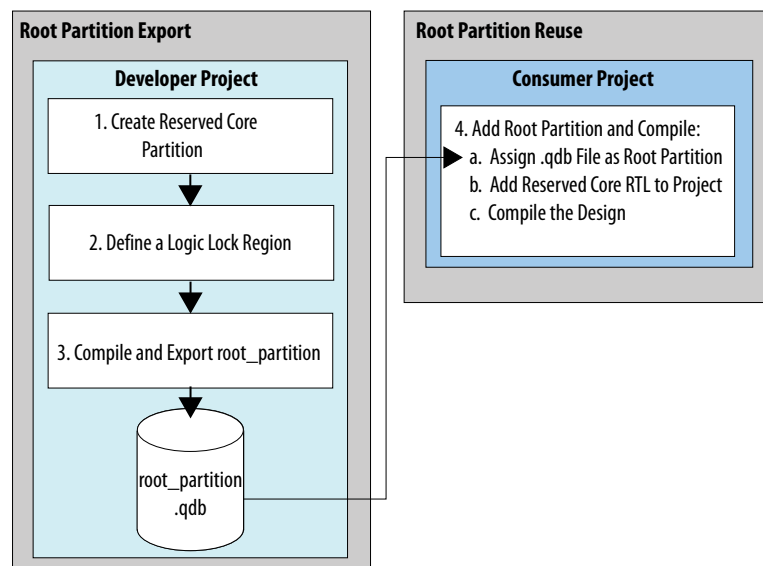 Root Partition Export
Developer Project
1. Create Reserved Core
Partition
2. Define a Logic Lock Region
3. Compile and Export root_partition
root_partition
.qdb
Root Partition Reuse
Consumer Project
4. Add Root Partition and Compile:
a. Assign .qdb File as Root Partition
b. Add Reserved Core RTL to Project
c. Compile the Design